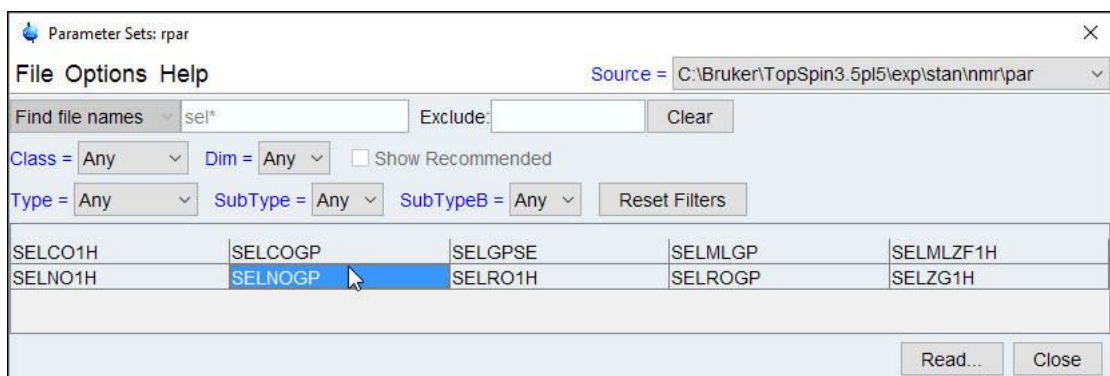 Parameter Sets: rpar
File Options Help Source = C:\Bruker\TopSpin3.5pl5\exp\stan\nmr\par
Find file names sel* Exclude: Clear
Class = Any Dim = Any Show Recommended
Type = Any SubType = Any SubTypeB = Any Reset Filters
SELCO1H SELCOGP SELGPSE SELMLGP SELMLZF1H
SELNO1H SELNOGP SELRO1H SELROGP SELZG1H
Read... Close